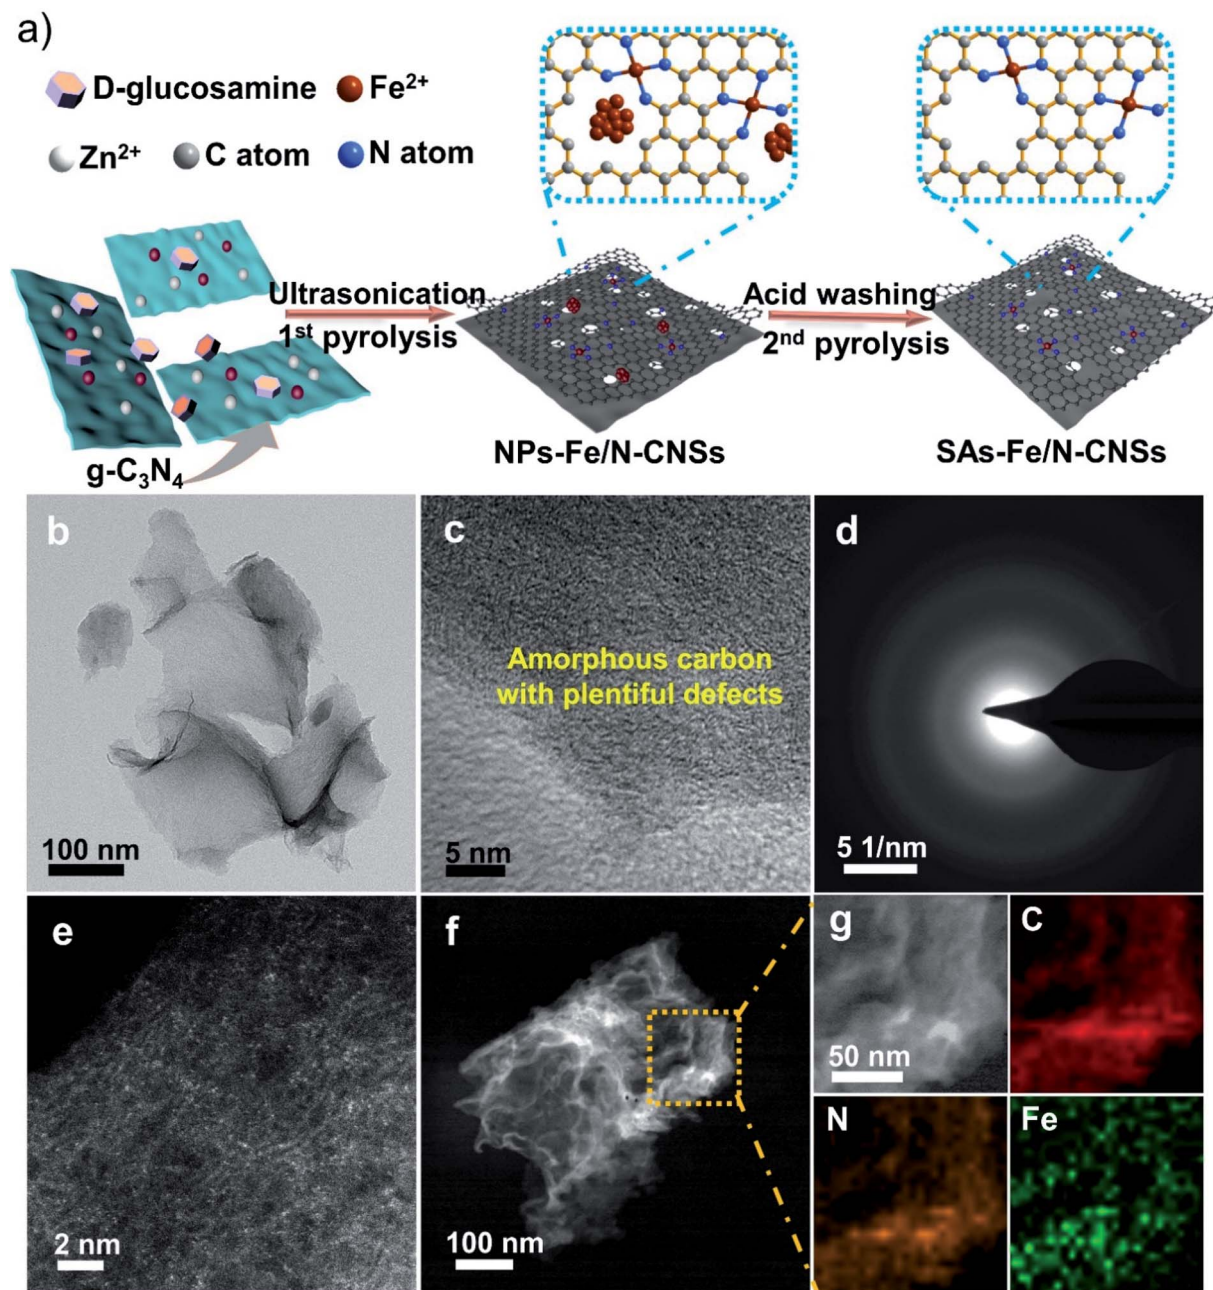 a)
D-glucosamine Fe²⁺
Zn²⁺ C atom N atom
Ultrasonication
1st pyrolysis
Acid washing
2nd pyrolysis
g-C₃N₄
NPs-Fe/N-CNSs
SAs-Fe/N-CNSs
b
100 nm
c
Amorphous carbon
with plentiful defects
5 nm
d
5 1/nm
e
2 nm
f
100 nm
g
50 nm
C
N
Fe